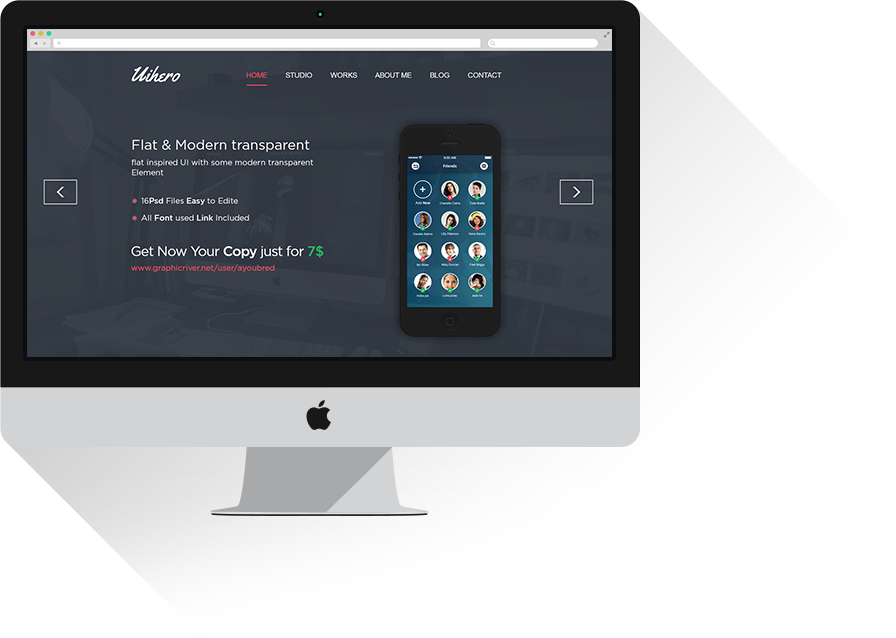 Uihero
HOME STUDIO WORKS ABOUT ME BLOG CONTACT
Flat & Modern transparent
flat inspired UI with some modern transparent
Element
16Psd Files Easy to Edite
All Font used Link Included
Get Now Your Copy just for 7$
www.graphicriver.net/user/ayoubred
Friends
Add New